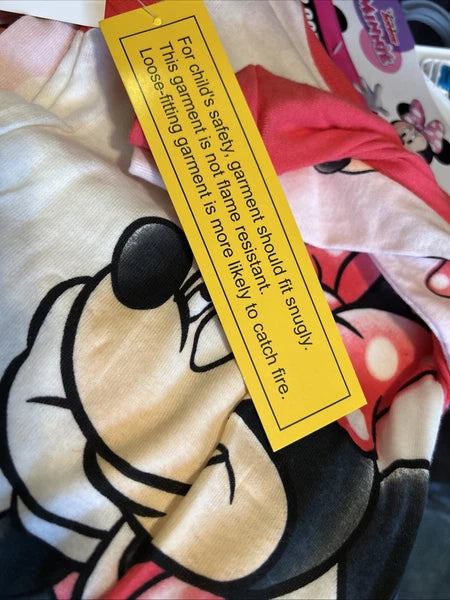 For child's safety, garment should fit snugly.
This garment is not flame resistant.
Loose-fitting garment is more likely to catch fire.
MINNIE